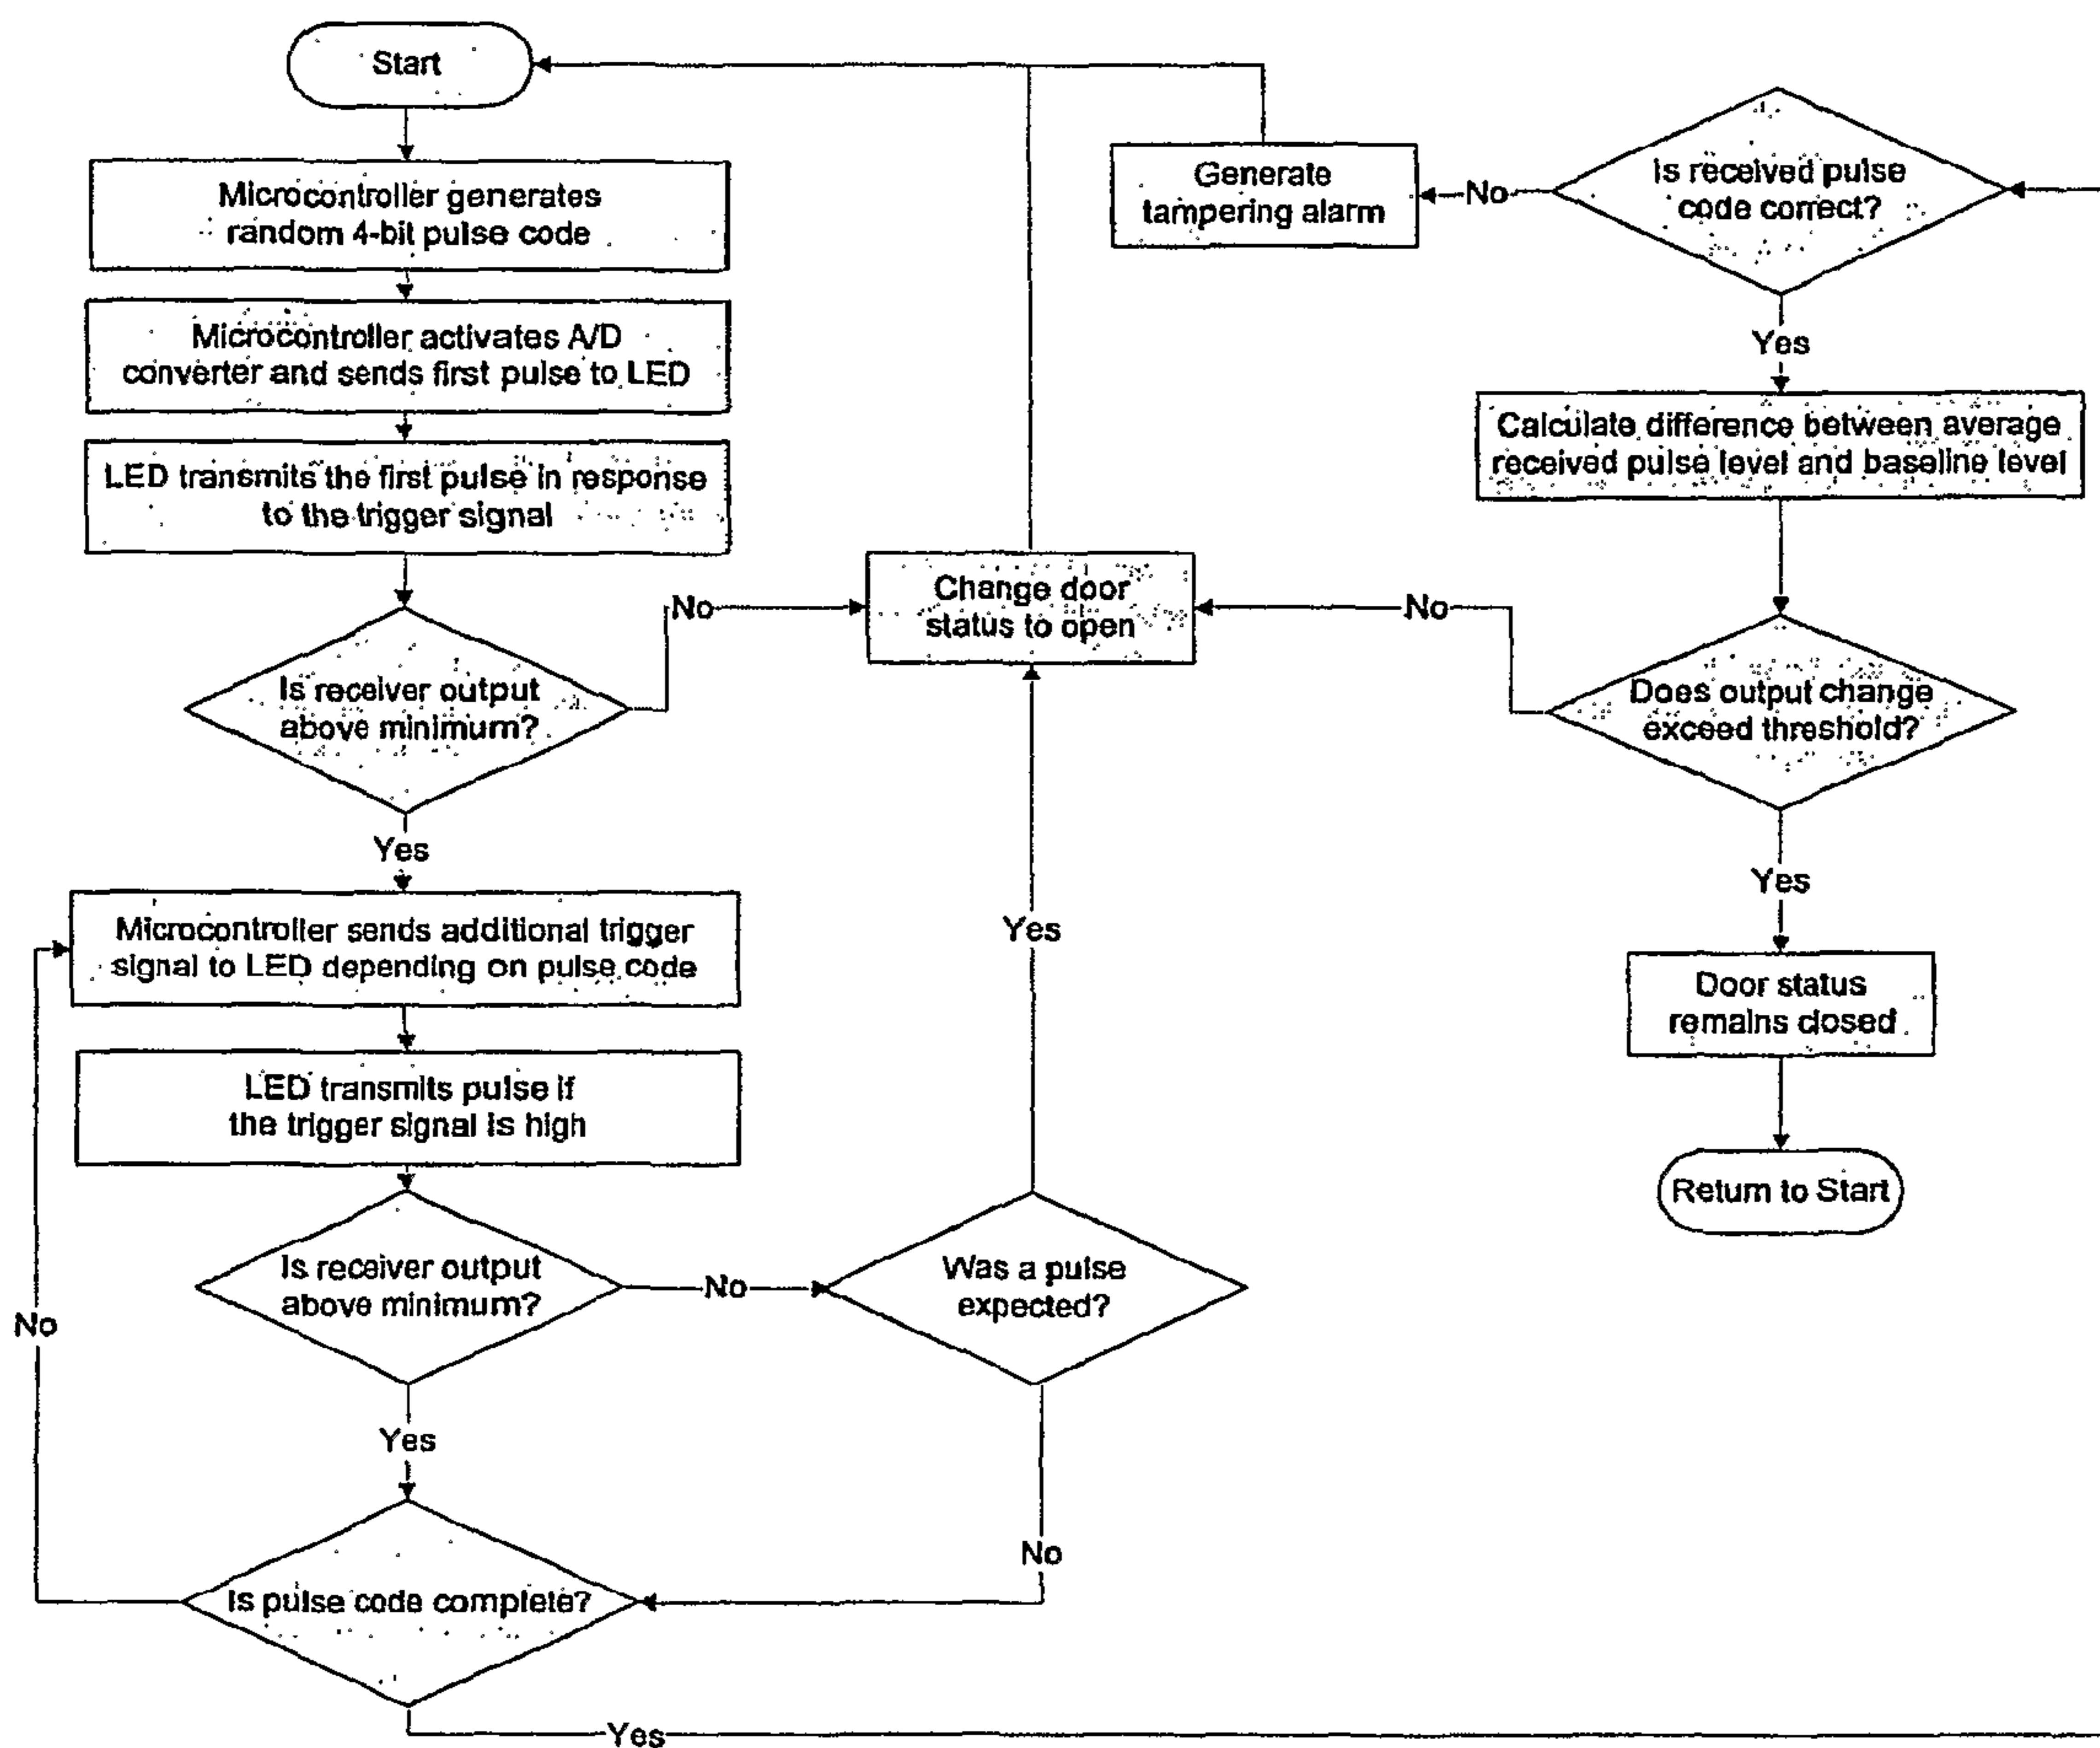 Start
Microcontroller generates
random 4-bit pulse code
Microcontroller activates A/D
converter and sends first pulse to LED
LED transmits the first pulse in response
to the trigger signal
Is receiver output
above minimum?
No
Yes
Microcontroller sends additional trigger
signal to LED depending on pulse code
LED transmits pulse if
the trigger signal is high
Is receiver output
above minimum?
No
Yes
Is pulse code complete?
No
Yes
Change door
status to open
Yes
Was a pulse
expected?
No
Generate
tampering alarm
No
Is received pulse
code correct?
Yes
Calculate difference between average
received pulse level and baseline level
No
Does output change
exceed threshold?
Yes
Door status
remains closed
Return to Start